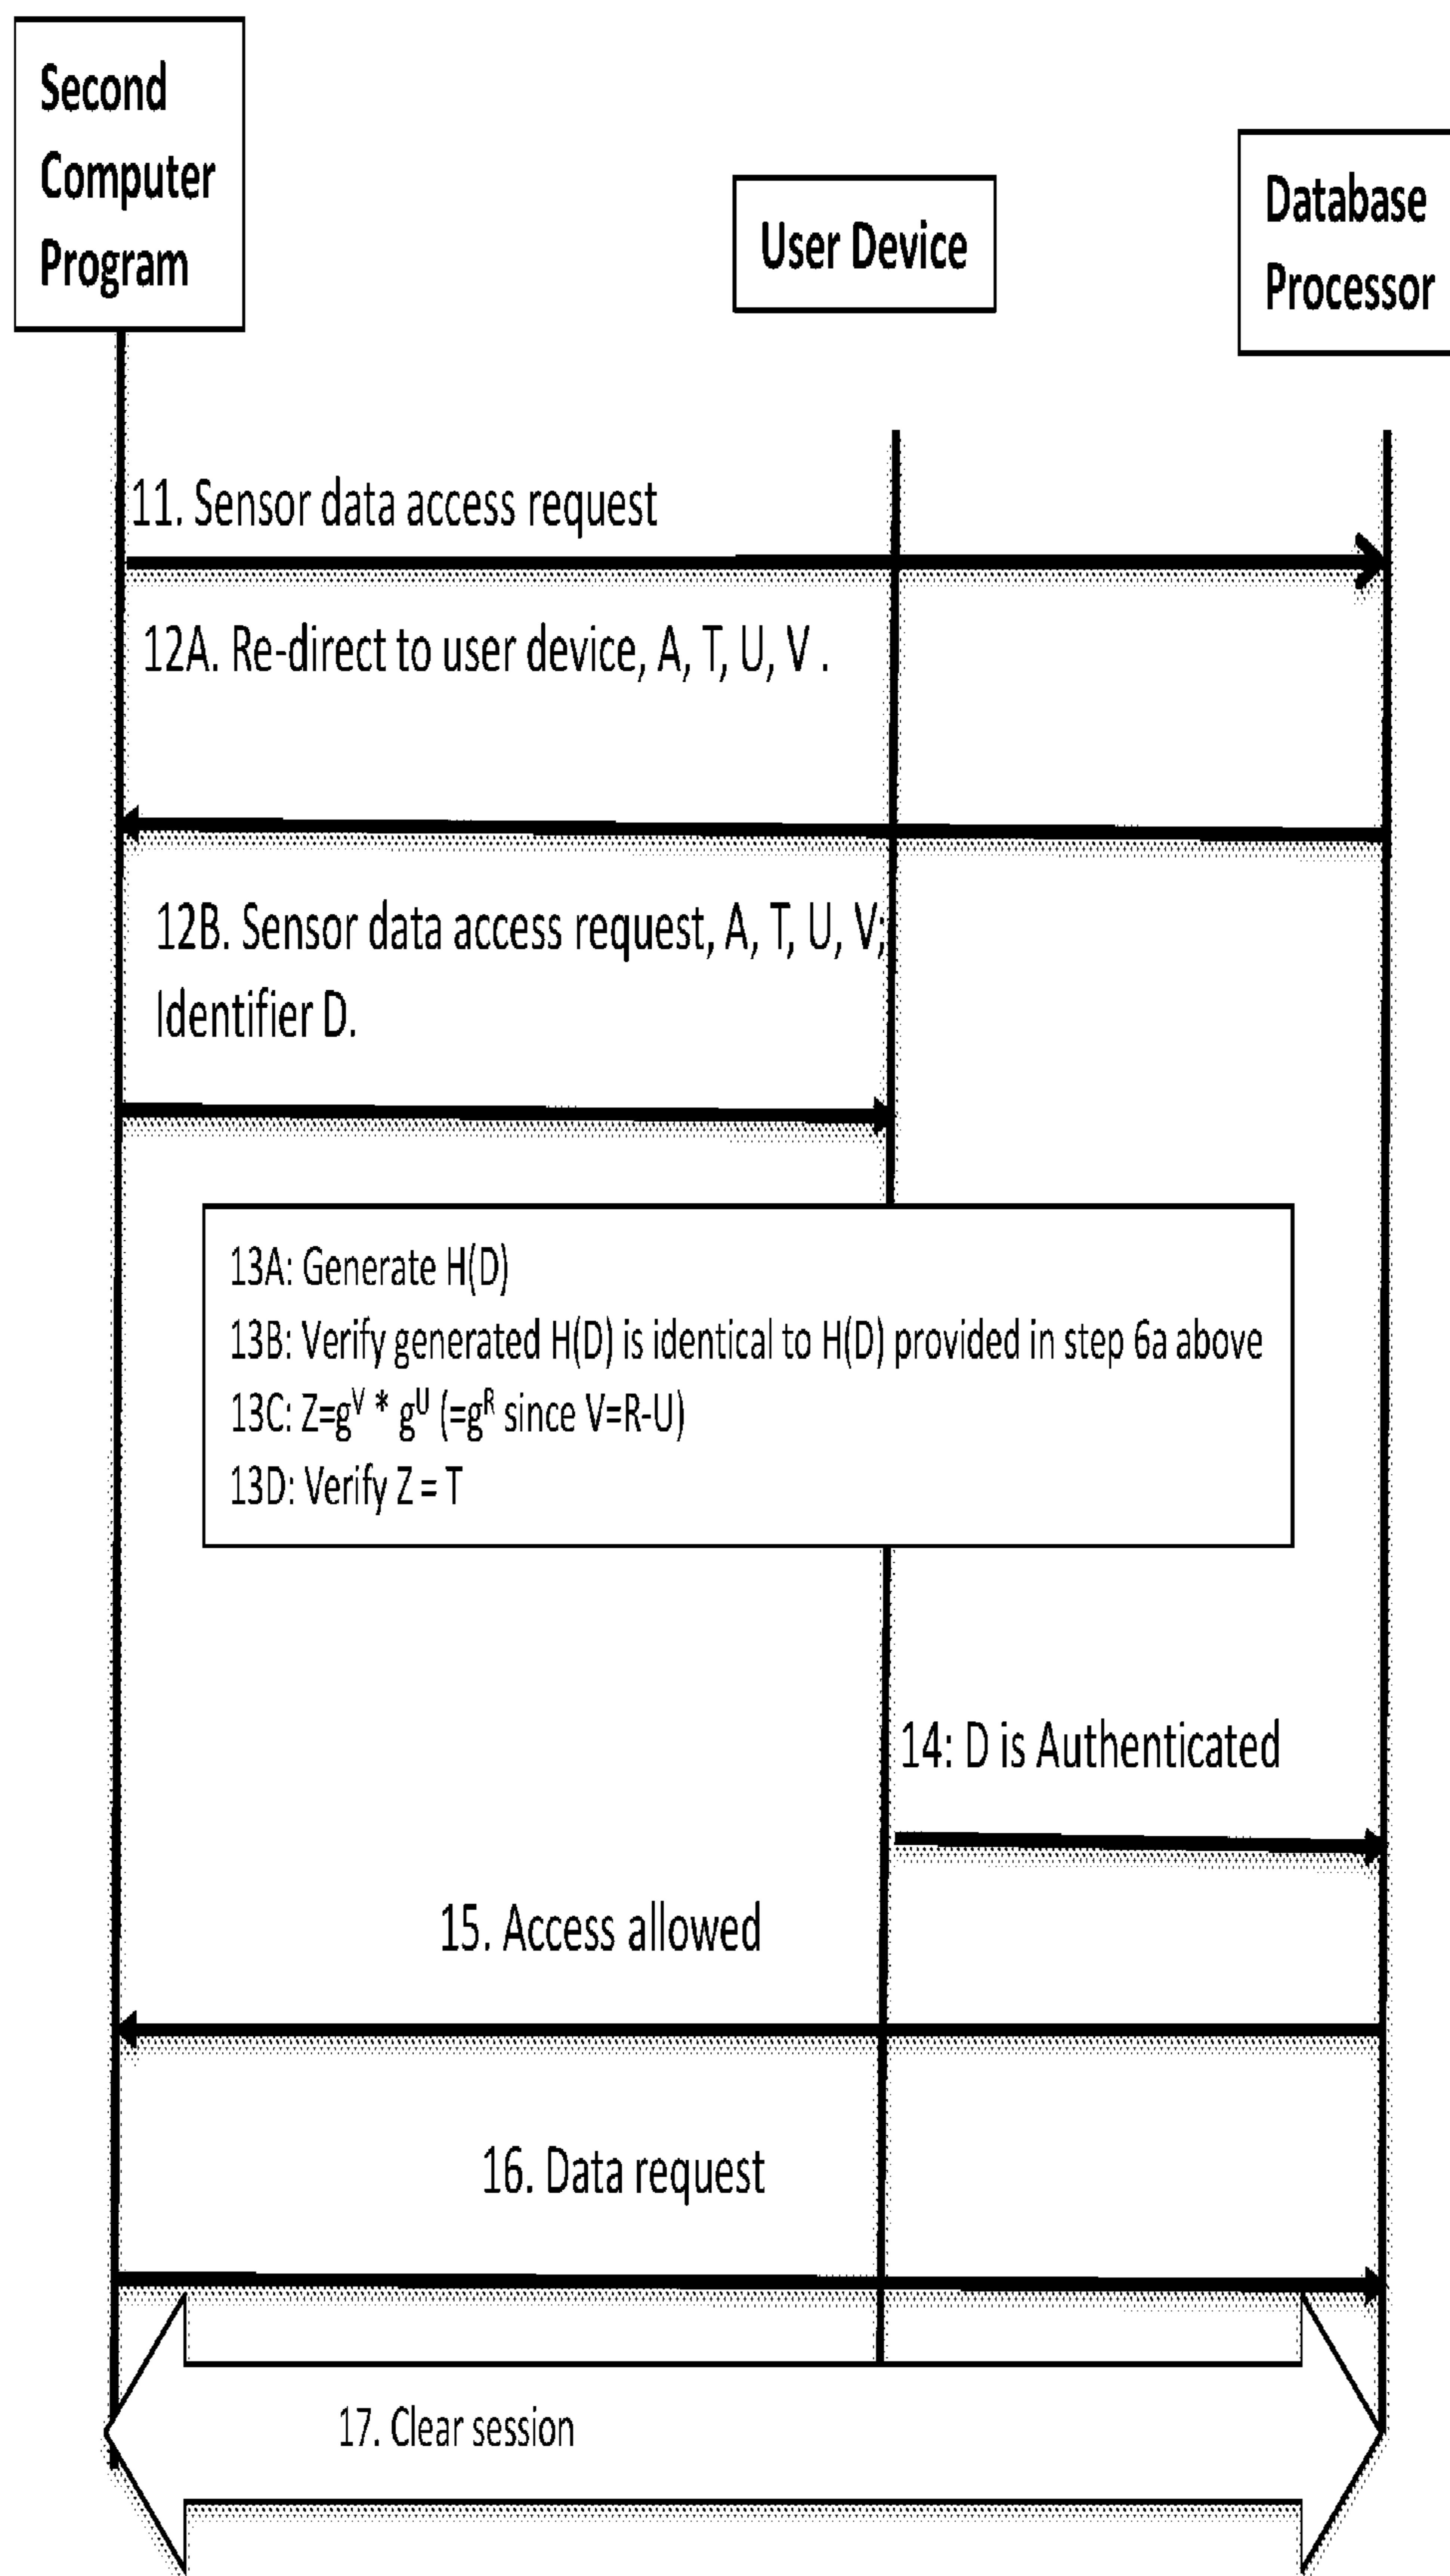 Second
Computer
Program
User Device
Database
Processor
11. Sensor data access request
12A. Re-direct to user device, A, T, U, V .
12B. Sensor data access request, A, T, U, V;
Identifier D.
13A: Generate H(D)
13B: Verify generated H(D) is identical to H(D) provided in step 6a above
13C: Z=g^V * g^U (=g^R since V=R-U)
13D: Verify Z = T
14: D is Authenticated
15. Access allowed
16. Data request
17. Clear session